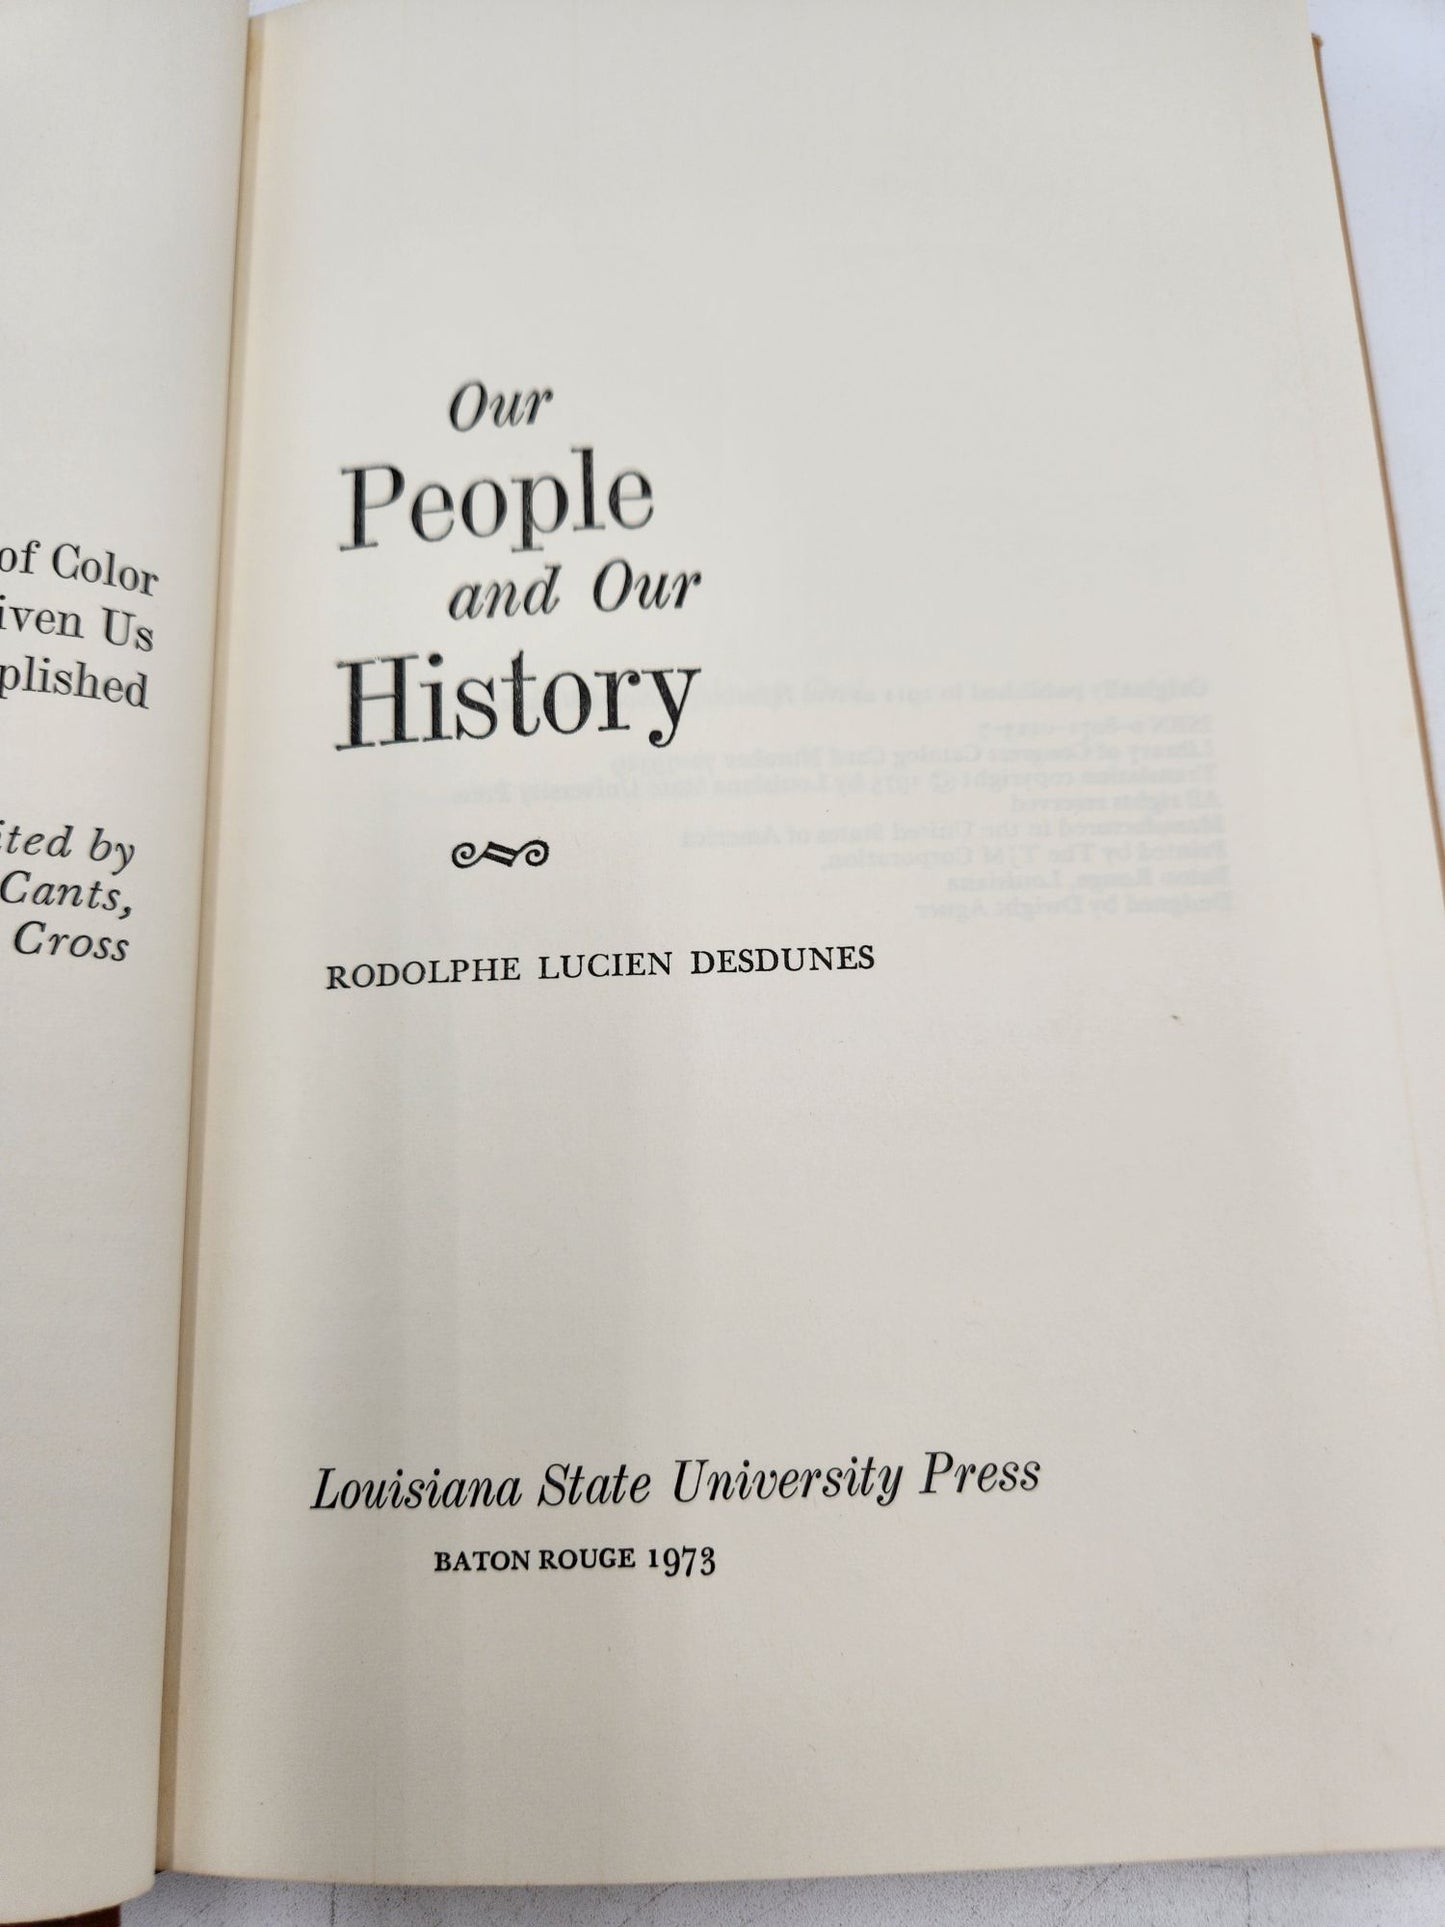 of Color
iven Us
plished
ited by
Cants,
Cross
Our
People
and Our
History
RODOLPHE LUCIEN DESDUNES
Louisiana State University Press
BATON ROUGE 1973